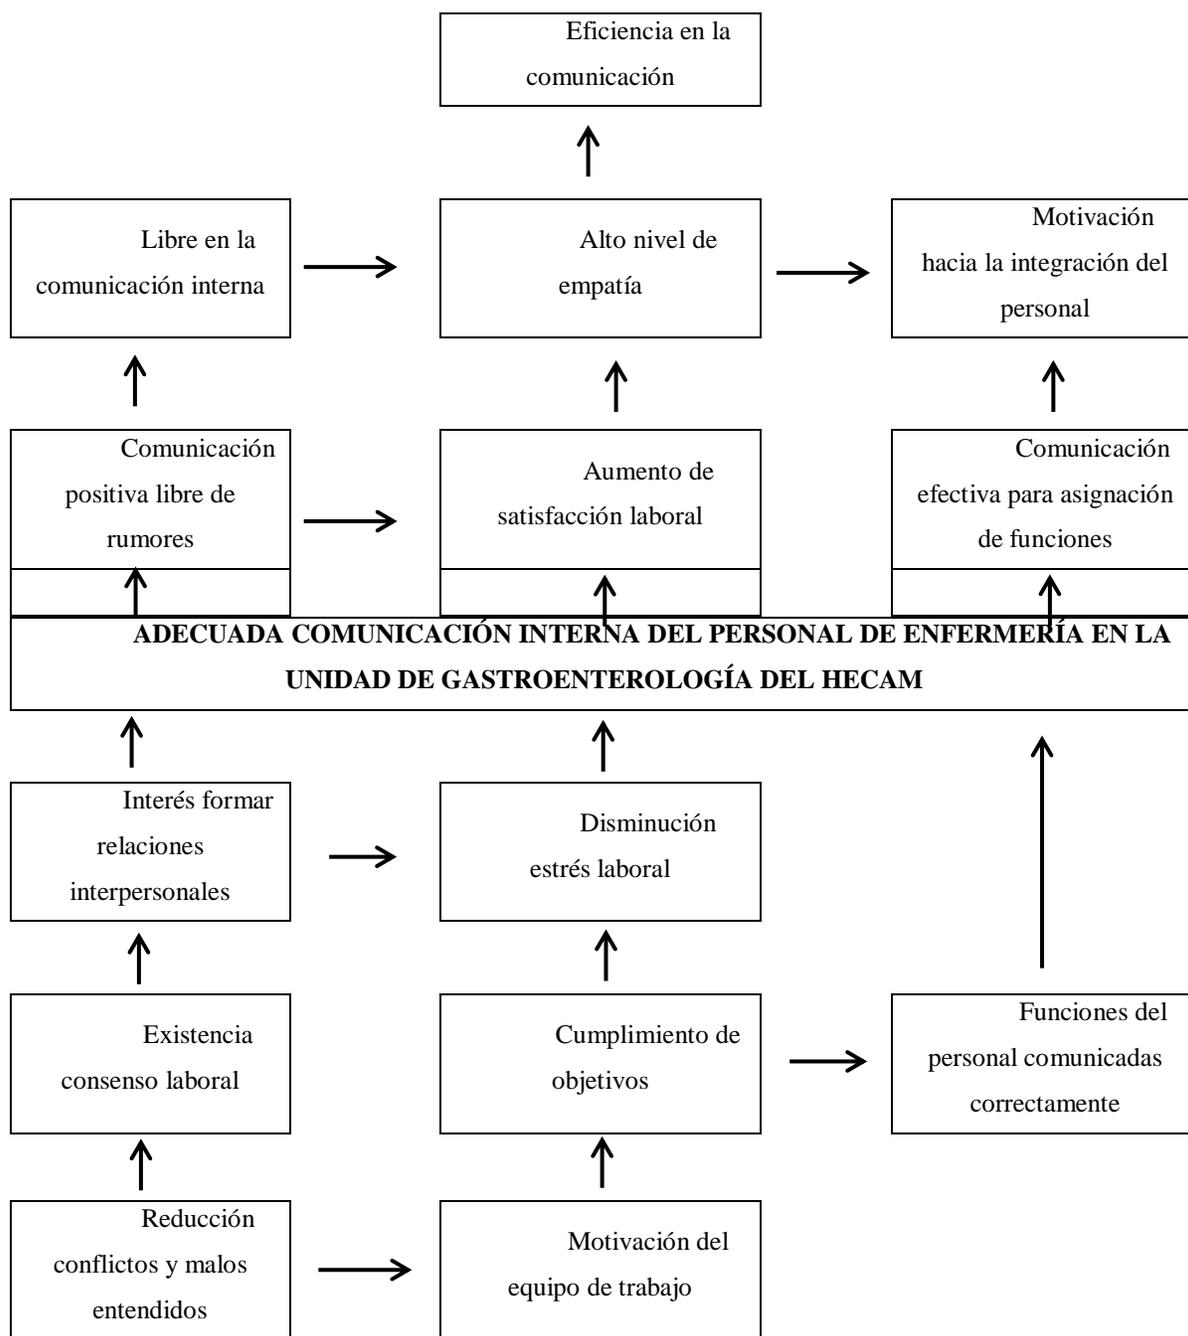 Eficiencia en la
comunicación
Libre en la
comunicación interna
Alto nivel de
empatía
Motivación
hacia la integración del
personal
Comunicación
positiva libre de
rumores
Aumento de
satisfacción laboral
Comunicación
efectiva para asignación
de funciones
ADECUADA COMUNICACIÓN INTERNA DEL PERSONAL DE ENFERMERÍA EN LA
UNIDAD DE GASTROENTEROLOGÍA DEL HECAM
Interés formar
relaciones
interpersonales
Disminución
estrés laboral
Existencia
consenso laboral
Cumplimiento de
objetivos
Funciones del
personal comunicadas
correctamente
Reducción
conflictos y malos
entendidos
Motivación del
equipo de trabajo